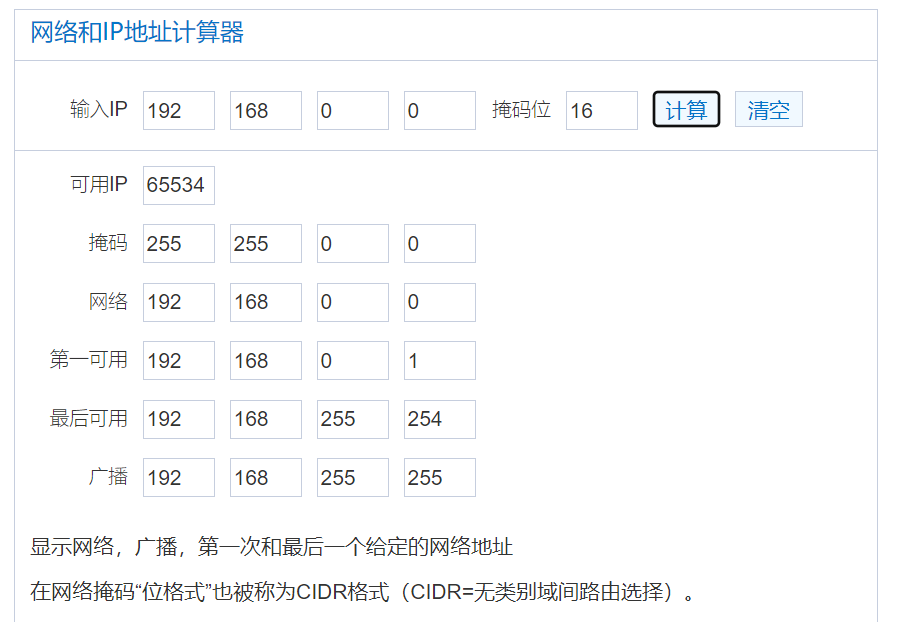 网络和IP地址计算器
输入IP 192 168 0 0 掩码位 16 计算 清空
可用IP 65534
掩码 255 255 0 0
网络 192 168 0 0
第一可用 192 168 0 1
最后可用 192 168 255 254
广播 192 168 255 255
显示网络，广播，第一次和最后一个给定的网络地址
在网络掩码“位格式”也被称为CIDR格式（CIDR=无类别域间路由选择）。